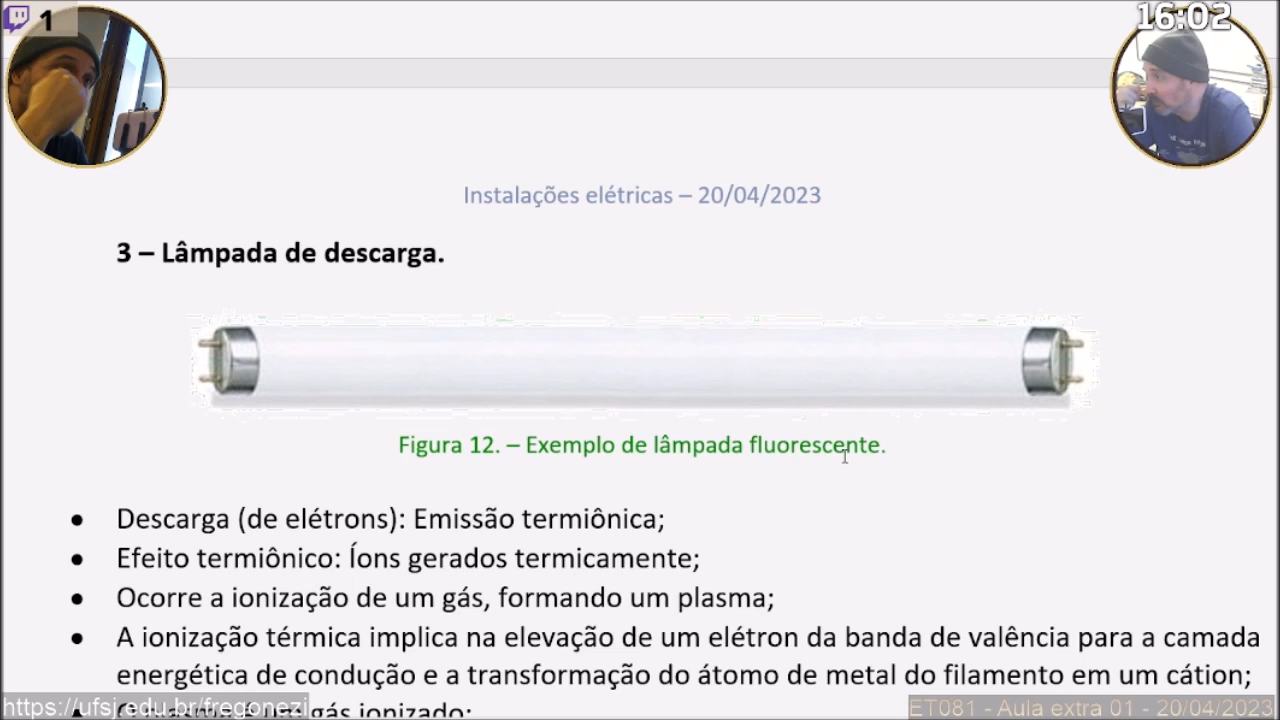 1
16:02
Instalações elétricas – 20/04/2023
3 – Lâmpada de descarga.
Figura 12. – Exemplo de lâmpada fluorescente.
• Descarga (de elétrons): Emissão termiônica;
• Efeito termiônico: Íons gerados termicamente;
• Ocorre a ionização de um gás, formando um plasma;
• A ionização térmica implica na elevação de um elétron da banda de valência para a camada
energética de condução e a transformação do átomo de metal do filamento em um cátion;
• O plasma é um gás ionizado;
https://ufsj.edu.br/fregonezi
ET081 - Aula extra 01 - 20/04/2023